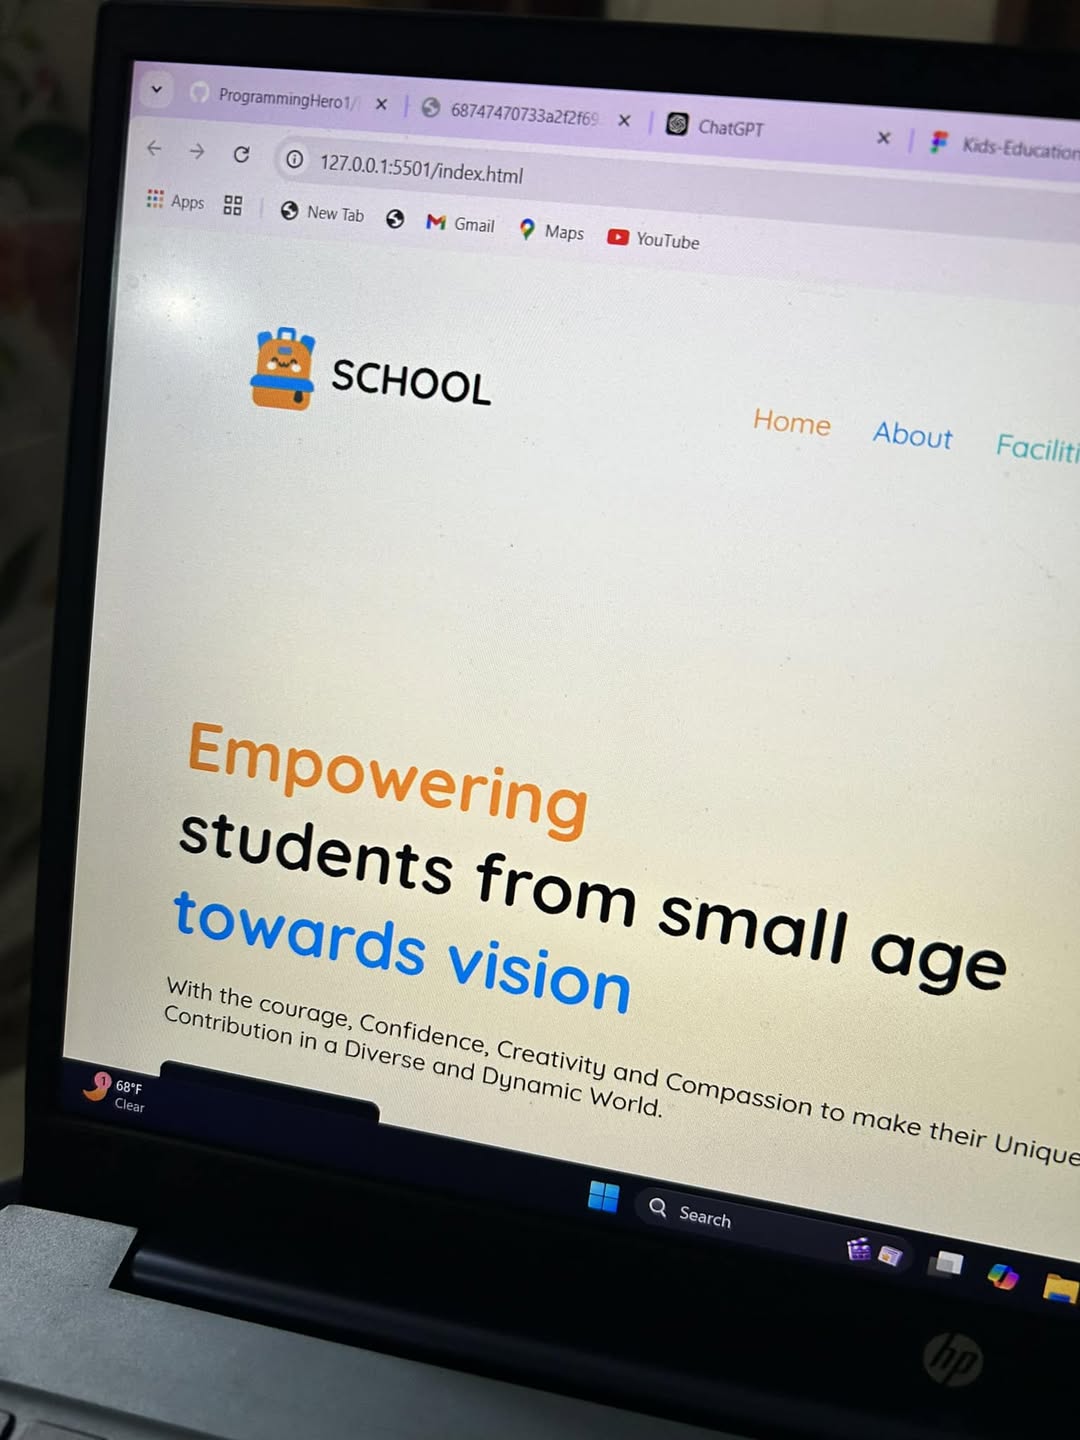 ProgrammingHero1/
68747470733a2f2f69
ChatGPT
Kids-Education
127.0.0.1:5501/index.html
Apps
New Tab
Gmail
Maps
YouTube
SCHOOL
Home
About
Faciliti
Empowering
students from small age
towards vision
With the courage, Confidence, Creativity and Compassion to make their Unique
Contribution in a Diverse and Dynamic World.
1
68°F
Clear
Search
hp